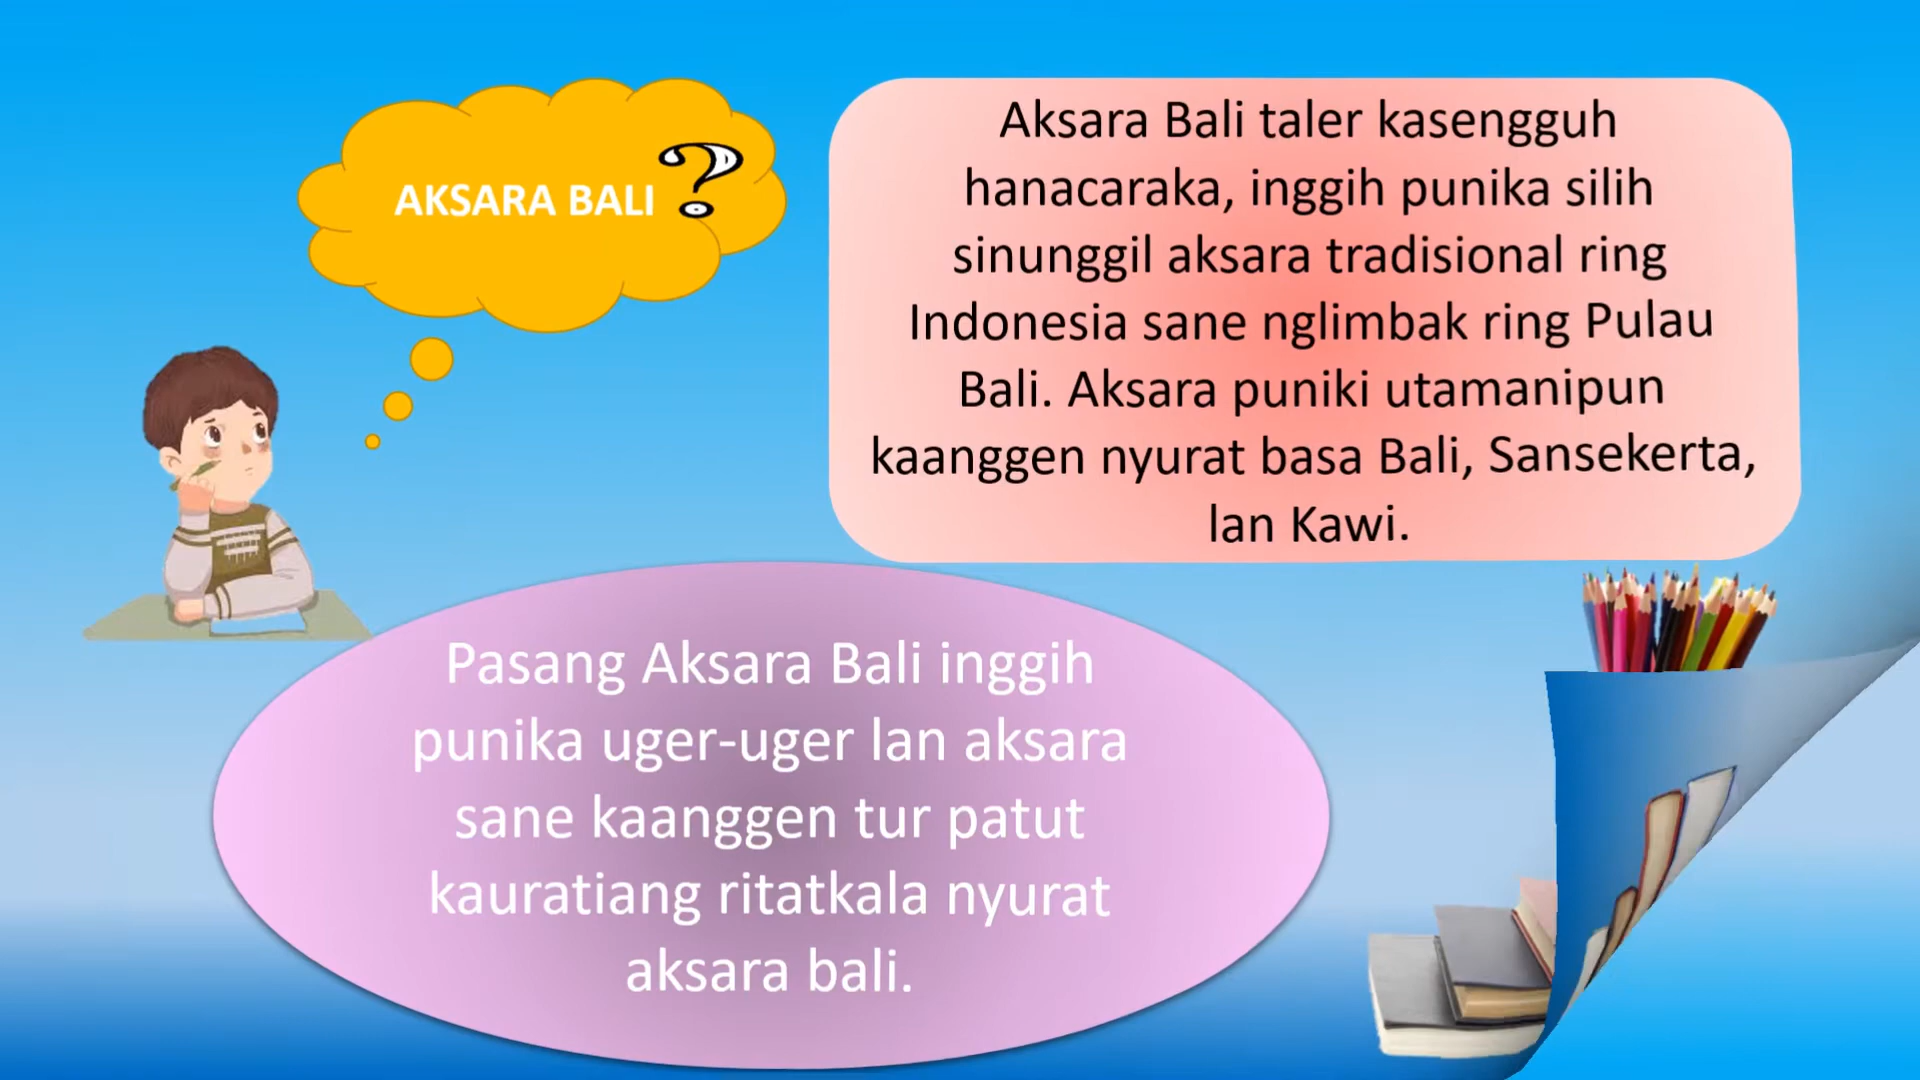 AKSARA BALI ?
Aksara Bali taler kasengguh
hanacaraka, inggih punika silih
sinunggil aksara tradisional ring
Indonesia sane nglimbak ring Pulau
Bali. Aksara puniki utamanipun
kaanggen nyurat basa Bali, Sansekerta,
lan Kawi.
Pasang Aksara Bali inggih
punika uger-uger lan aksara
sane kaanggen tur patut
kauratiang ritatkala nyurat
aksara bali.